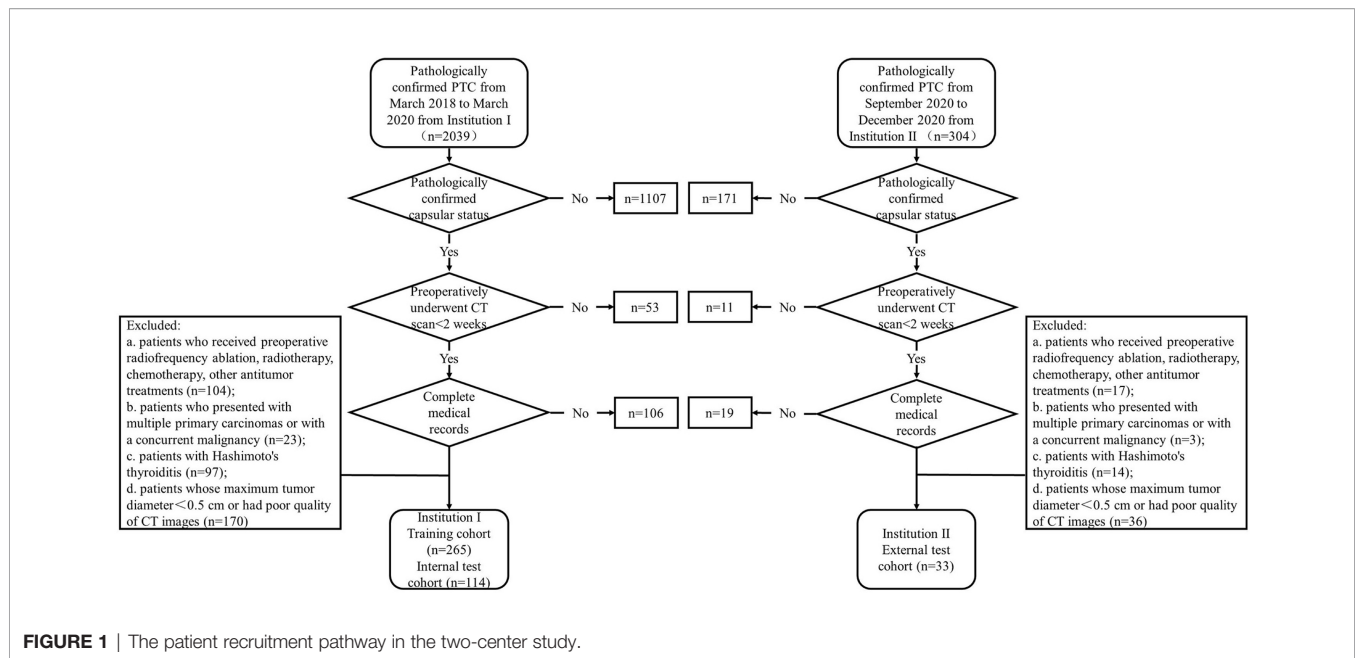 Pathologically
confirmed PTC from
March 2018 to March
2020 from Institution I
（n=2039）
Pathologically
confirmed PTC from
September 2020 to
December 2020 from
Institution II （n=304）
Pathologically
confirmed
capsular status
No
n=1107
n=171
No
Pathologically
confirmed
capsular status
Yes
Yes
Preoperatively
underwent CT
scan<2 weeks
No
n=53
n=11
No
Preoperatively
underwent CT
scan<2 weeks
Yes
Yes
Complete
medical
records
No
n=106
n=19
No
Complete
medical
records
Excluded:
a. patients who received preoperative
radiofrequency ablation, radiotherapy,
chemotherapy, other antitumor
treatments (n=104);
b. patients who presented with
multiple primary carcinomas or with
a concurrent malignancy (n=23);
c. patients with Hashimoto's
thyroiditis (n=97);
d. patients whose maximum tumor
diameter＜0.5 cm or had poor quality
of CT images (n=170)
Excluded:
a. patients who received preoperative
radiofrequency ablation, radiotherapy,
chemotherapy, other antitumor
treatments (n=17);
b. patients who presented with
multiple primary carcinomas or with
a concurrent malignancy (n=3);
c. patients with Hashimoto's
thyroiditis (n=14);
d. patients whose maximum tumor
diameter＜0.5 cm or had poor quality
of CT images (n=36)
Institution I
Training cohort
(n=265)
Internal test
cohort (n=114)
Institution II
External test
cohort (n=33)
FIGURE 1 | The patient recruitment pathway in the two-center study.